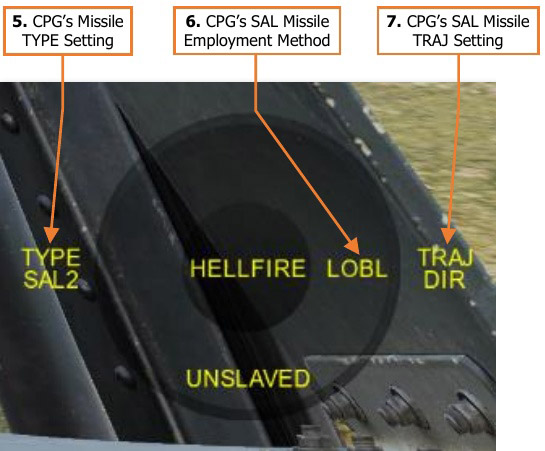 5. CPG's Missile
TYPE Setting
6. CPG's SAL Missile
Employment Method
7. CPG's SAL Missile
TRAJ Setting
TYPE
SAL2
HELLFIRE
LOBL
TRAJ
DIR
UNSLAVED